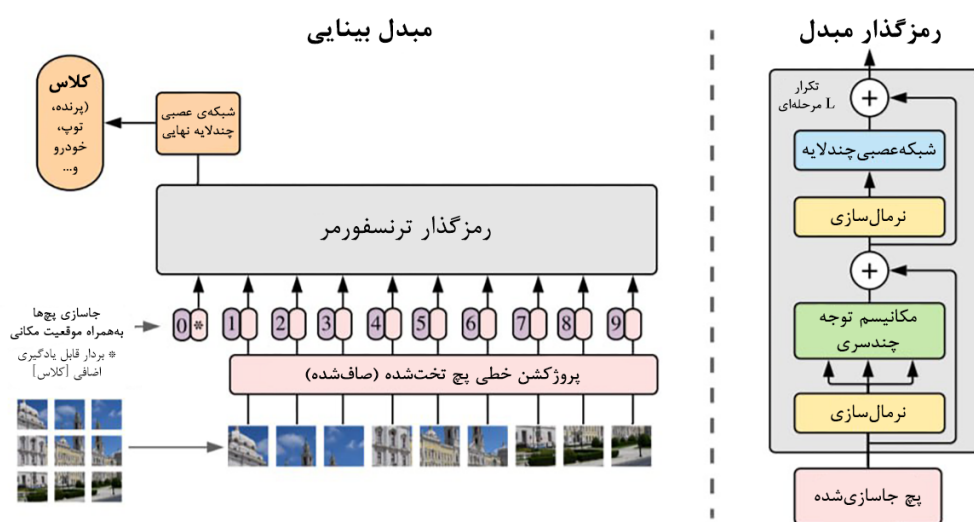 مبدل بینایی
کلاس
(پرنده،
توپ،
خودرو
و...
شبکه‌ی عصبی
چندلایه نهایی
رمزگذار ترنسفورمر
جاسازی پچ‌ها
به‌همراه موقعیت مکانی
* بردار قابل یادگیری
اضافی [کلاس]
0 * 1 2 3 4 5 6 7 8 9
پروژکشن خطی پچ تخت‌شده (صاف‌شده)
رمزگذار مبدل
تکرار
L مرحله‌ای
+
شبکه‌عصبی چندلایه
نرمال‌سازی
+
مکانیسم توجه
چندسری
نرمال‌سازی
پچ جاسازی‌شده